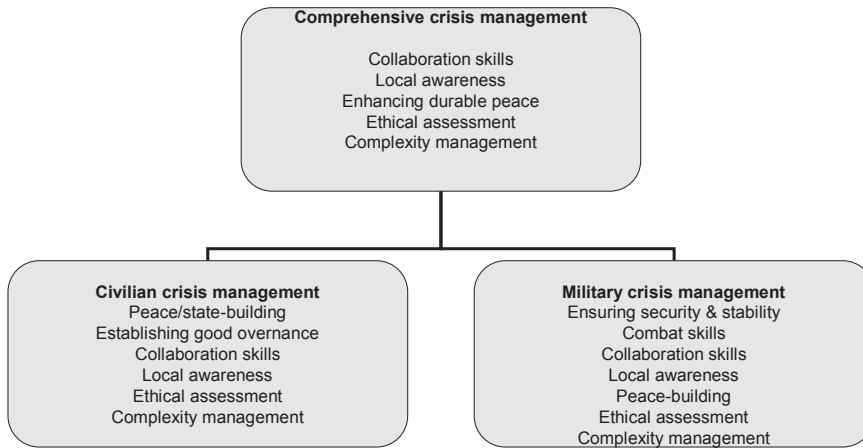 Comprehensive crisis management
Collaboration skills
Local awareness
Enhancing durable peace
Ethical assessment
Complexity management
Civilian crisis management
Peace/state-building
Establishing good overnance
Collaboration skills
Local awareness
Ethical assessment
Complexity management
Military crisis management
Ensuring security & stability
Combat skills
Collaboration skills
Local awareness
Peace-building
Ethical assessment
Complexity management